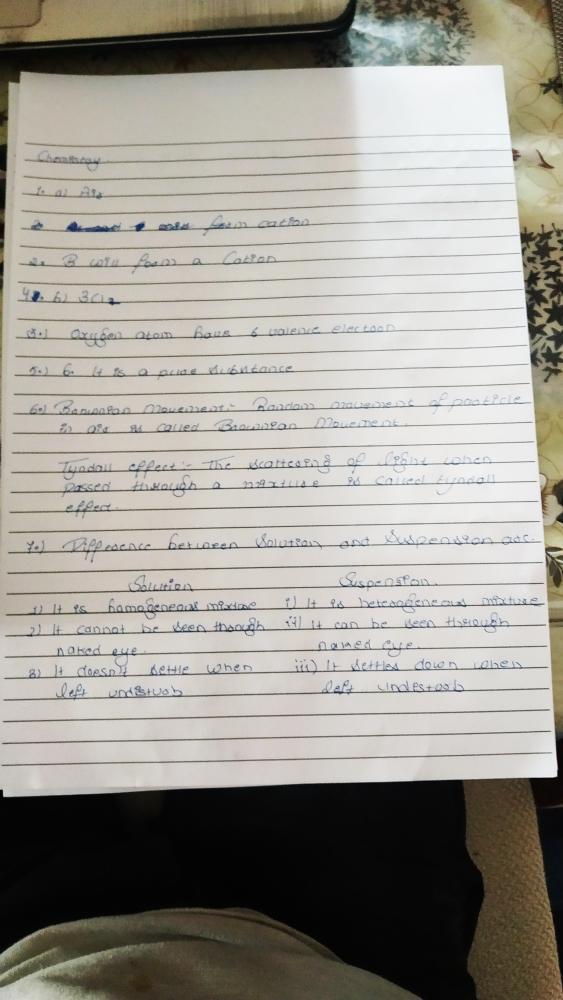 Chemistry
1. a) Air
2 form cation
2. B will form a Cation
4. b) 3Cl2
3.) Oxygen atom have 6 valence electron
5.) 6. It is a pure substance
6.) Brownian Movement:- Random movement of particle
in air is called Brownian Movement.
Tyndall effect:- The scattering of light when
passed through a mixture is called tyndall
effect.
7.) Difference between Solution and Suspension are:-
Solution Suspension.
1) It is homogeneous mixture i) It is heterogeneous mixture
2) It cannot be seen through ii) It can be seen through
naked eye. naked eye.
3) It doesn't settle when iii) It settles down when
left undisturb left undesturb